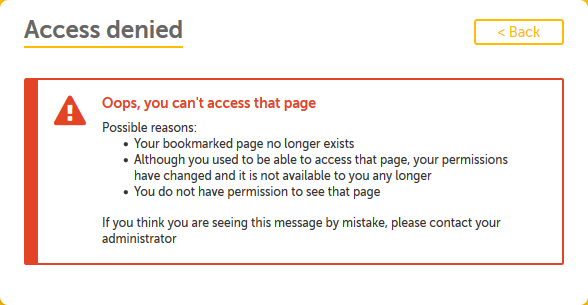 Access denied
< Back
Oops, you can't access that page
Possible reasons:
• Your bookmarked page no longer exists
• Although you used to be able to access that page, your permissions
have changed and it is not available to you any longer
• You do not have permission to see that page
If you think you are seeing this message by mistake, please contact your
administrator